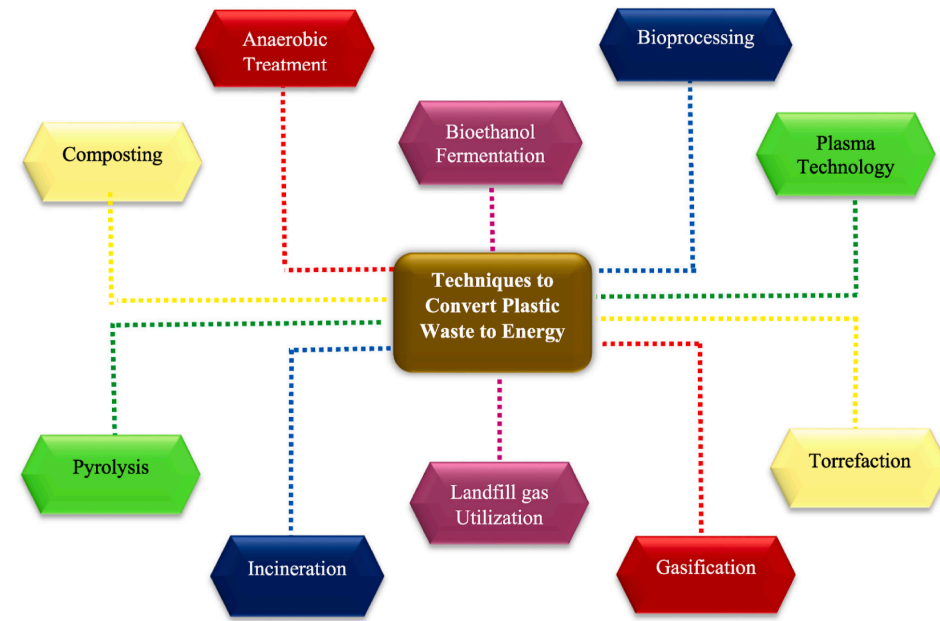 Anaerobic
Treatment
Bioprocessing
Bioethanol
Fermentation
Composting
Plasma
Technology
Techniques to
Convert Plastic
Waste to Energy
Pyrolysis
Torrefaction
Landfill gas
Utilization
Incineration
Gasification